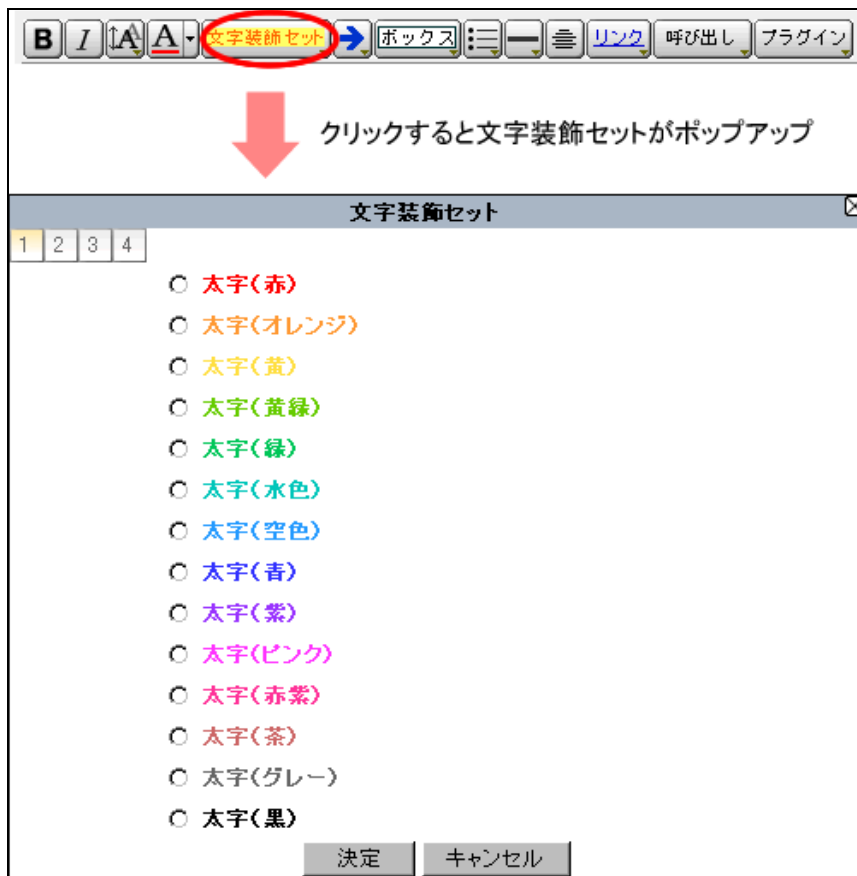 B I A A 文字装飾セット ボックス リンク 呼び出し プラグイン
クリックすると文字装飾セットがポップアップ
文字装飾セット
1 2 3 4
太字(赤)
太字(オレンジ)
太字(黄)
太字(黄緑)
太字(緑)
太字(水色)
太字(空色)
太字(青)
太字(紫)
太字(ピンク)
太字(赤紫)
太字(茶)
太字(グレー)
太字(黒)
決定 キャンセル